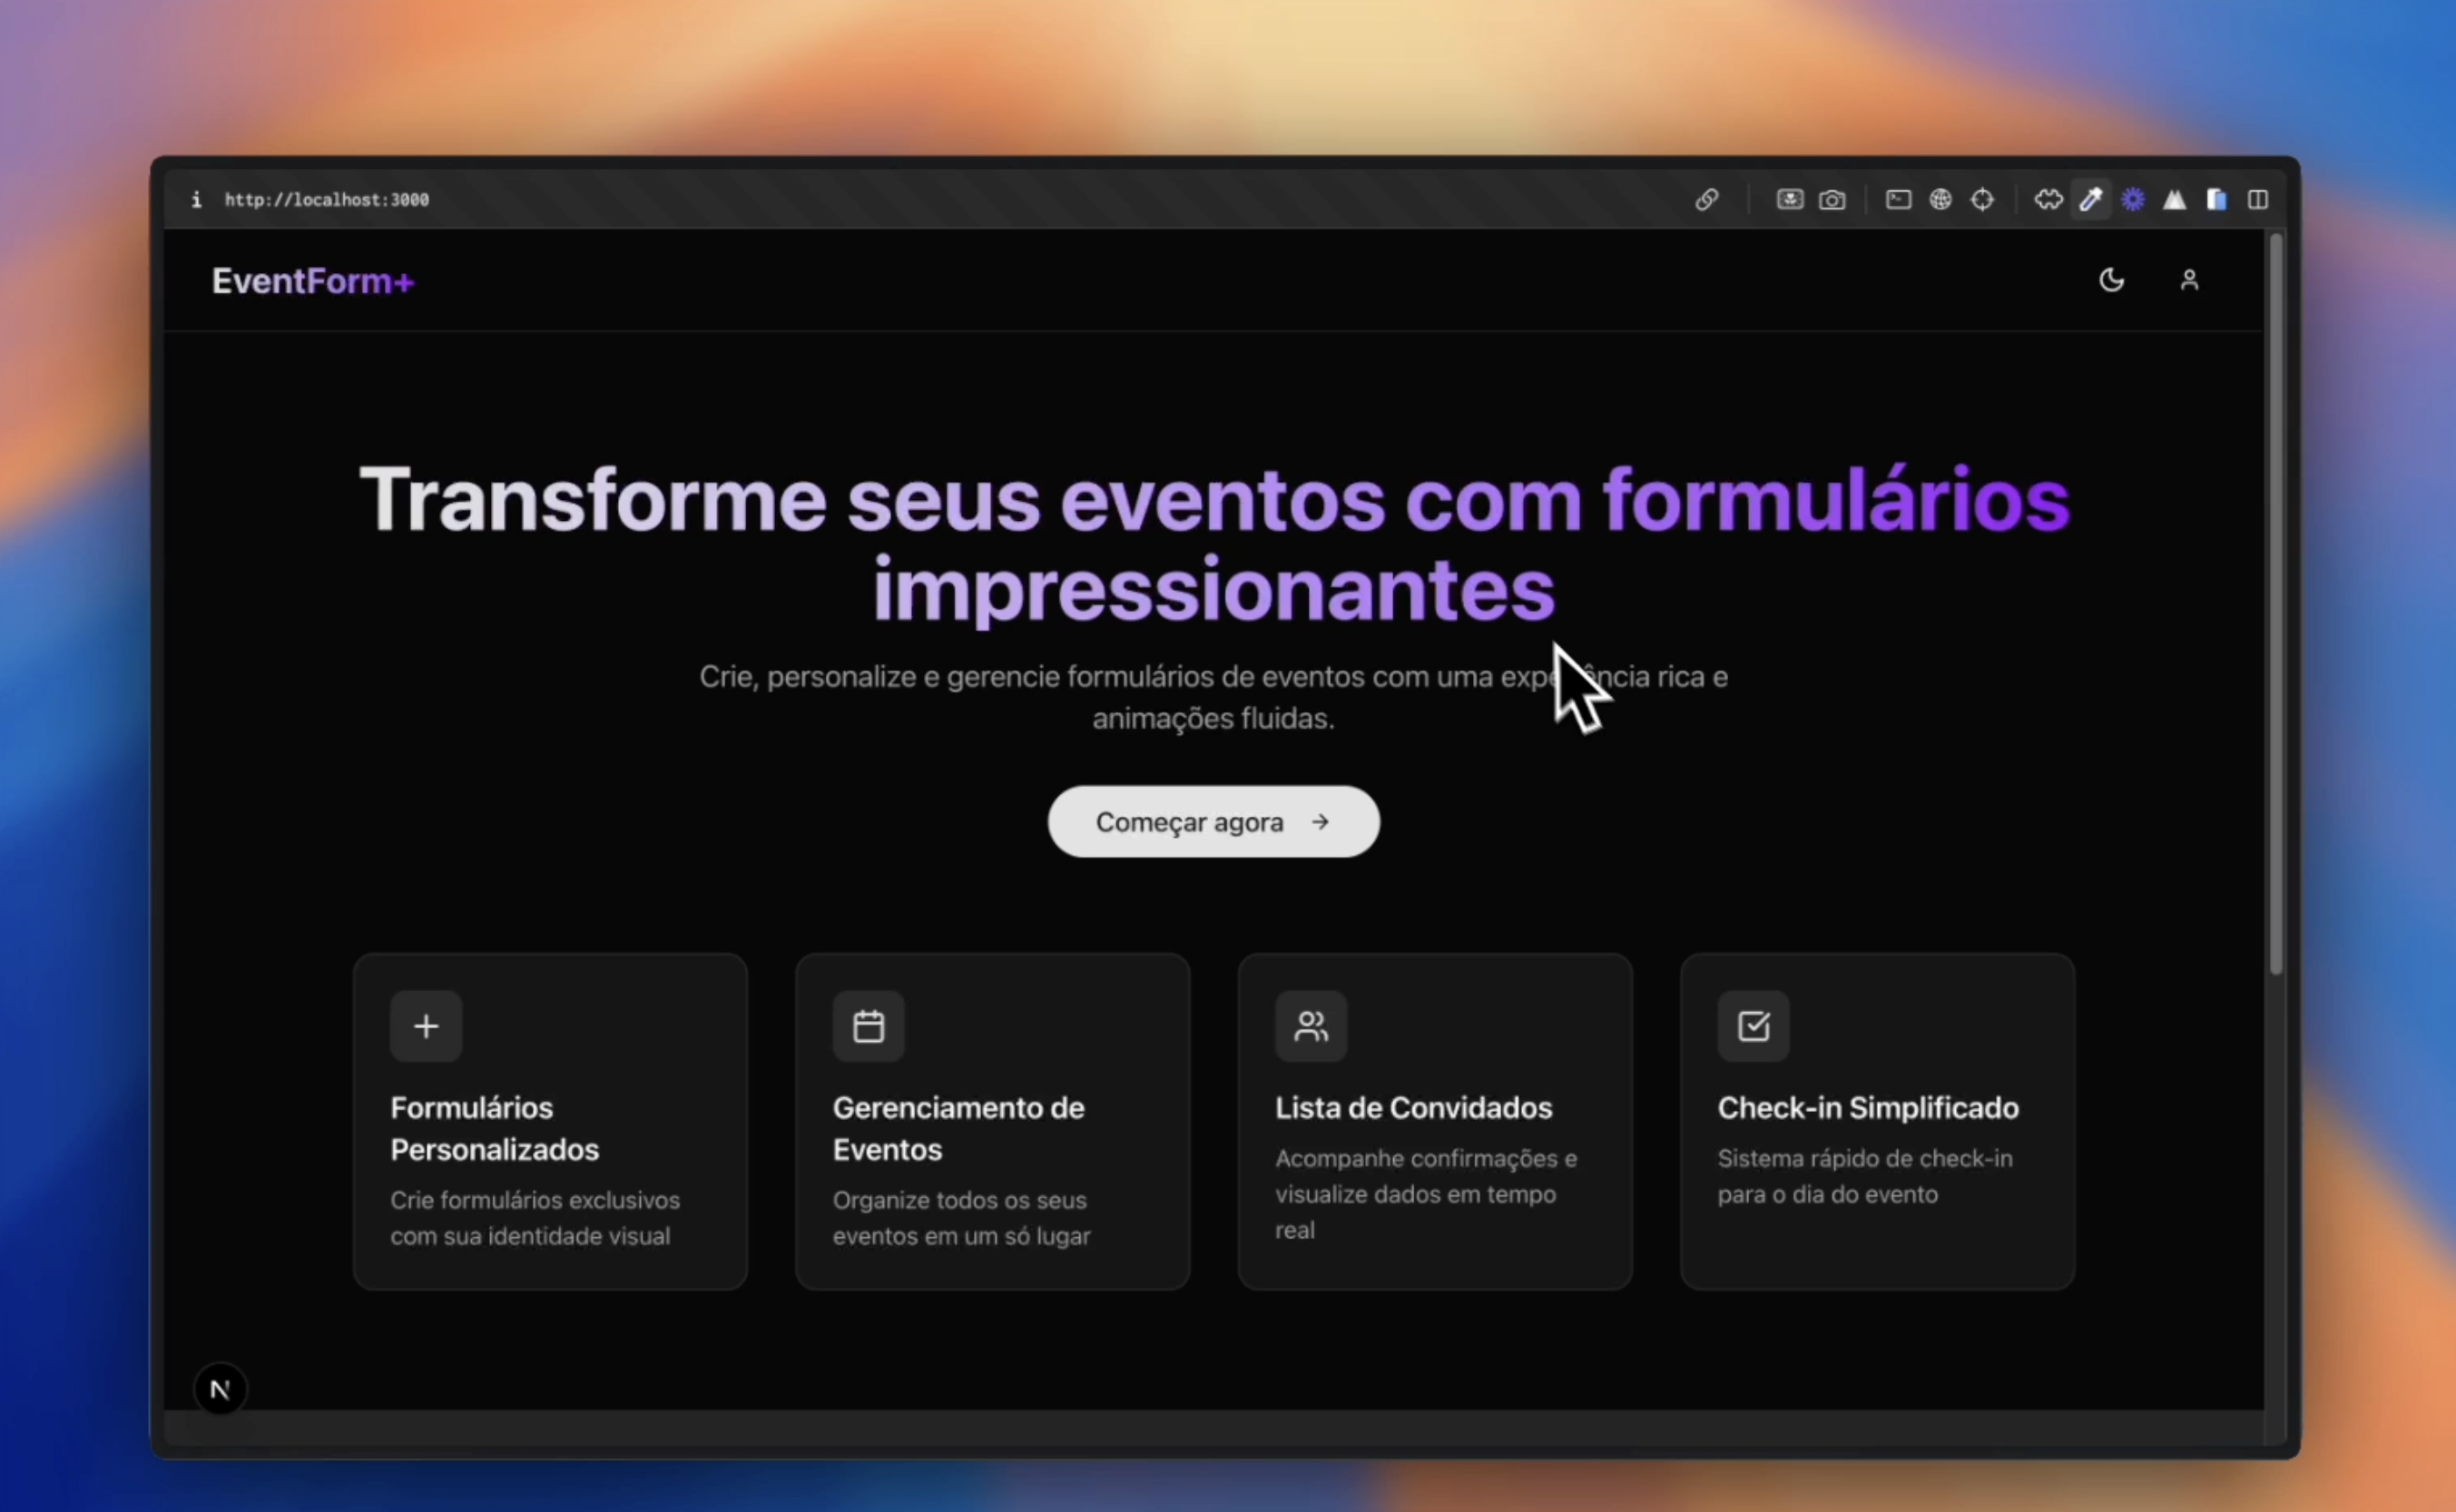 http://localhost:3000
EventForm+
Transforme seus eventos com formulários
impressionantes
Crie, personalize e gerencie formulários de eventos com uma rica e
animações fluidas.
Começar agora →
Formulários
Personalizados
Crie formulários exclusivos
com sua identidade visual
Gerenciamento de
Eventos
Organize todos os seus
eventos em um só lugar
Lista de Convidados
Acompanhe confirmações e
visualize dados em tempo
real
Check-in Simplificado
Sistema rápido de check-in
para o dia do evento
N